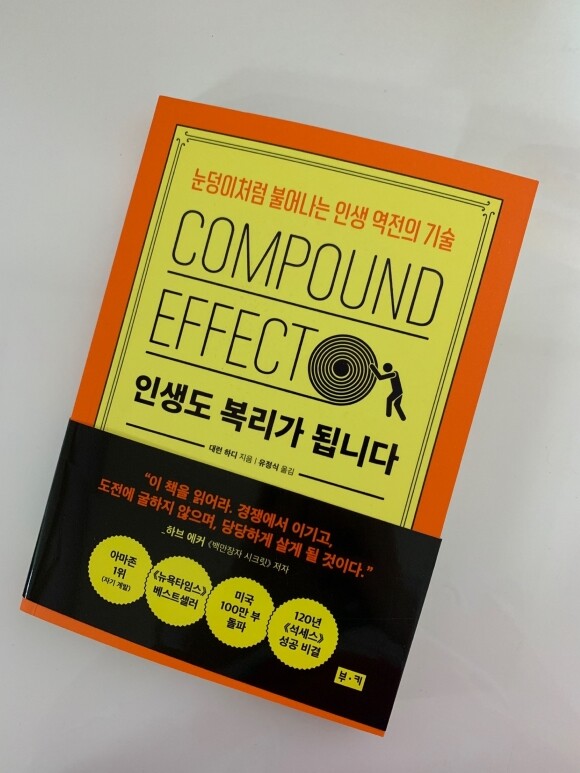 눈덩이처럼 불어나는 인생 역전의 기술
COMPOUND
EFFECT
인생도 복리가 됩니다
대런 하디 지음 | 유정식 옮김
“이 책을 읽어라. 경쟁에서 이기고,
도전에 굴하지 않으며, 당당하게 살게 될 것이다.”
_하브 에커 《백만장자 시크릿》 저자
아마존
1위
(자기 계발)
《뉴욕타임스》
베스트셀러
미국
100만 부
돌파
120년
《석세스》
성공 비결
부·키